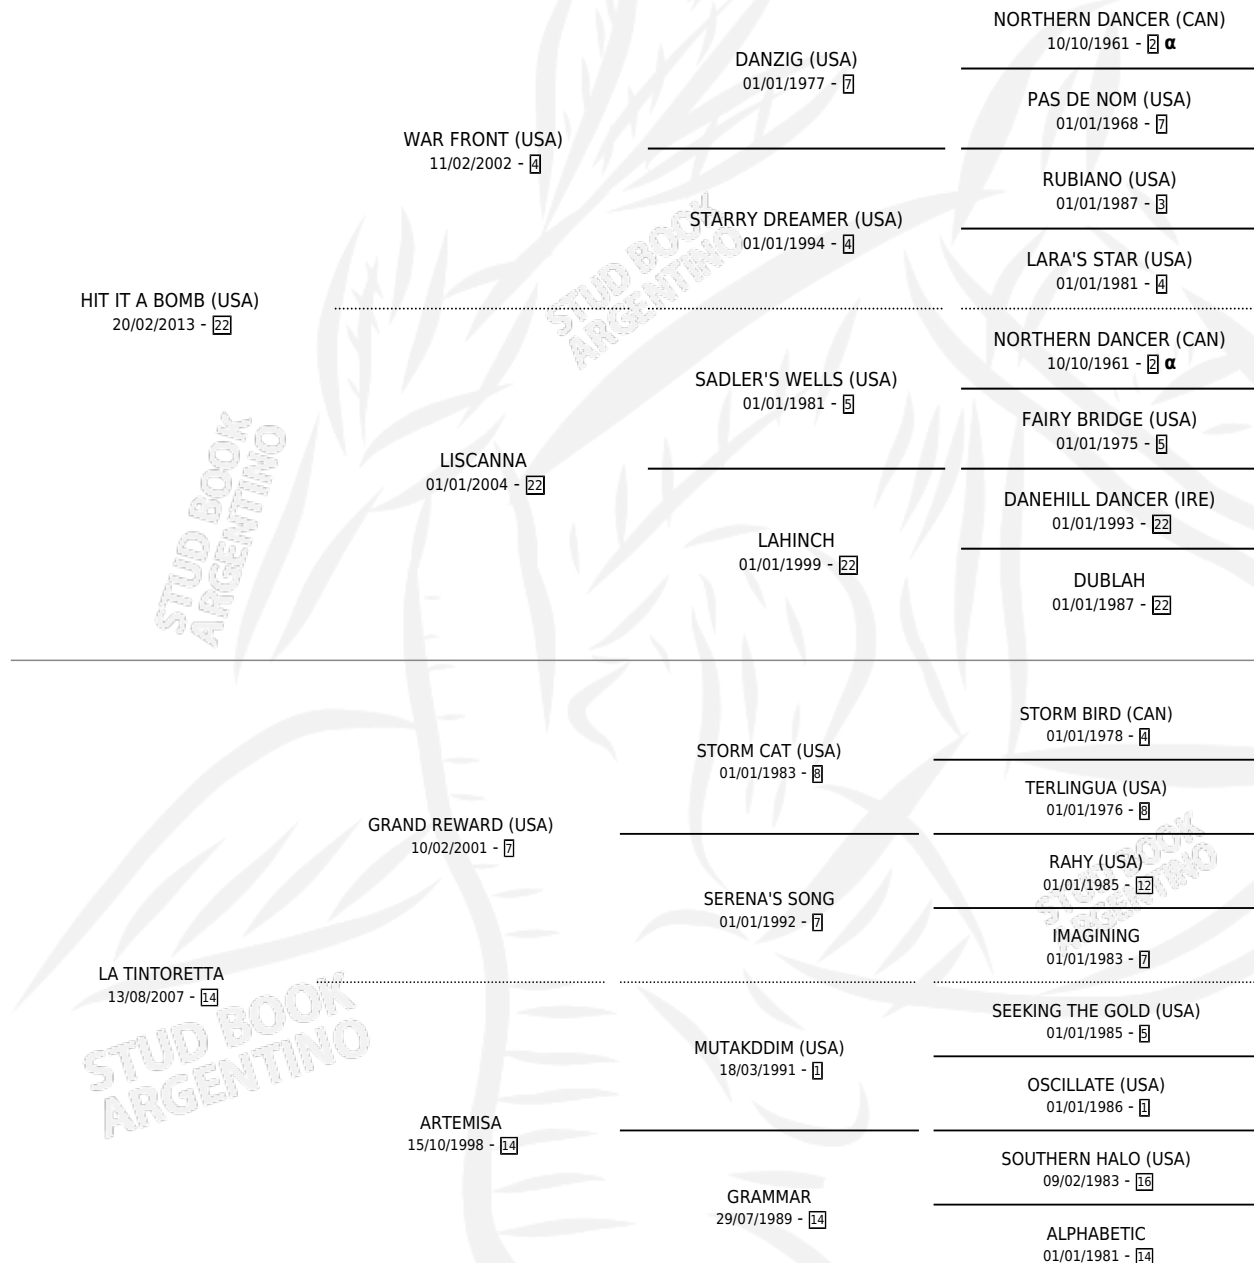 NORTHERN DANCER (CAN)
10/10/1961 - 2 α
DANZIG (USA)
01/01/1977 - 7
PAS DE NOM (USA)
01/01/1968 - 7
WAR FRONT (USA)
11/02/2002 - 4
RUBIANO (USA)
01/01/1987 - 3
STARRY DREAMER (USA)
01/01/1994 - 4
LARA'S STAR (USA)
01/01/1981 - 4
HIT IT A BOMB (USA)
20/02/2013 - 22
NORTHERN DANCER (CAN)
10/10/1961 - 2 α
SADLER'S WELLS (USA)
01/01/1981 - 5
FAIRY BRIDGE (USA)
01/01/1975 - 5
LISCANNA
01/01/2004 - 22
DANEHILL DANCER (IRE)
01/01/1993 - 22
LAHINCH
01/01/1999 - 22
DUBLAH
01/01/1987 - 22
STORM BIRD (CAN)
01/01/1978 - 4
STORM CAT (USA)
01/01/1983 - 8
TERLINGUA (USA)
01/01/1976 - 8
GRAND REWARD (USA)
10/02/2001 - 7
RAHY (USA)
01/01/1985 - 12
SERENA'S SONG
01/01/1992 - 7
IMAGINING
01/01/1983 - 7
LA TINTORETTA
13/08/2007 - 14
SEEKING THE GOLD (USA)
01/01/1985 - 5
MUTAKDDIM (USA)
18/03/1991 - 1
OSCILLATE (USA)
01/01/1986 - 1
ARTEMISA
15/10/1998 - 14
SOUTHERN HALO (USA)
09/02/1983 - 16
GRAMMAR
29/07/1989 - 14
ALPHABETIC
01/01/1981 - 14
STUD BOOK
ARGENTINO
STUD BOOK
ARGENTINO
STUD BOOK
ARGENTINO
STUD BOOK
ARGENTINO